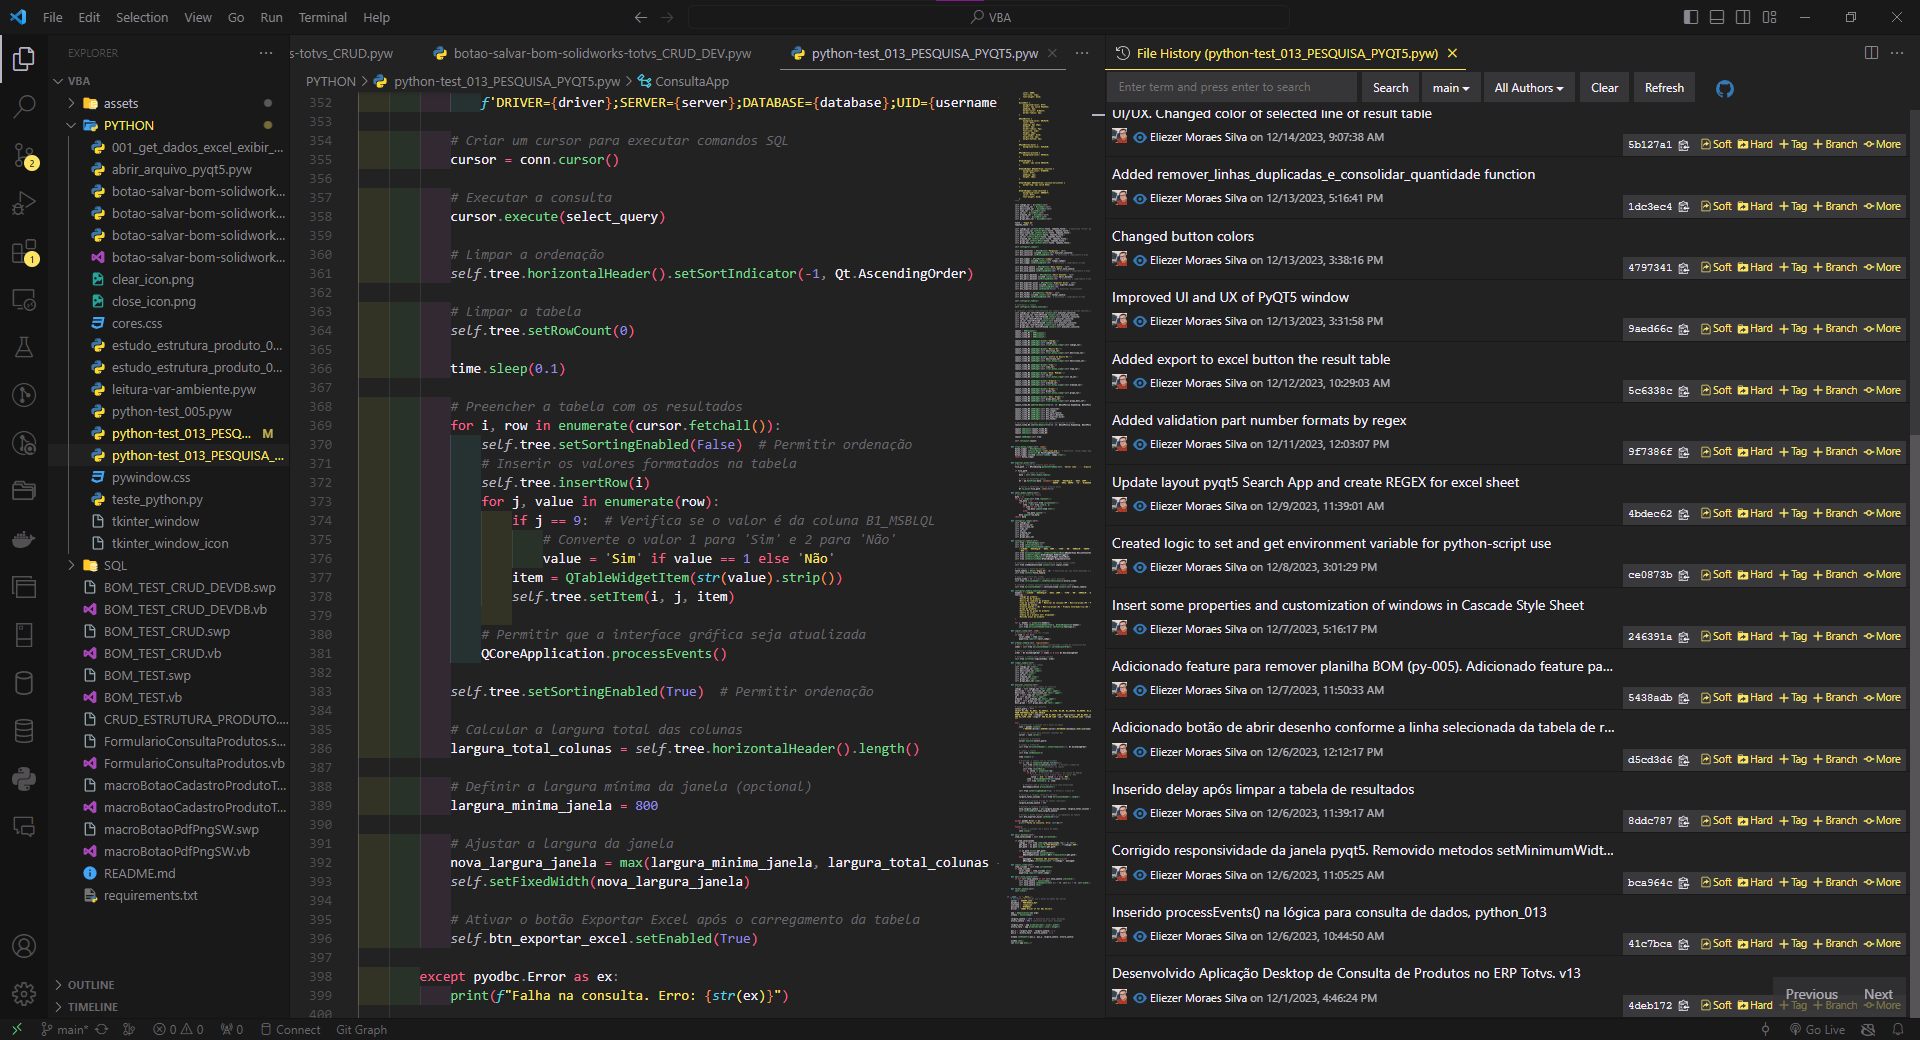 File Edit Selection View Go Run Terminal Help
VBA
EXPLORER
VBA
assets
PYTHON
001_get_dados_excel_exibir_...
abrir_arquivo_pyqt5.pyw
botao-salvar-bom-solidwork...
botao-salvar-bom-solidwork...
botao-salvar-bom-solidwork...
botao-salvar-bom-solidwork...
clear_icon.png
close_icon.png
cores.css
estudo_estrutura_produto_0...
estudo_estrutura_produto_0...
leitura-var-ambiente.pyw
python-test_005.pyw
python-test_013_PESQ... M
python-test_013_PESQUISA_...
pywindow.css
teste_python.py
tkinter_window
tkinter_window_icon
SQL
BOM_TEST_CRUD_DEVDB.swp
BOM_TEST_CRUD_DEVDB.vb
BOM_TEST_CRUD.swp
BOM_TEST_CRUD.vb
BOM_TEST.swp
BOM_TEST.vb
CRUD_ESTRUTURA_PRODUTO....
FormularioConsultaProdutos.s...
FormularioConsultaProdutos.vb
macroBotaoCadastroProdutoT...
macroBotaoCadastroProdutoT...
macroBotaoPdfPngSW.swp
macroBotaoPdfPngSW.vb
README.md
requirements.txt
OUTLINE
TIMELINE
2
1
s-totvs_CRUD.pyw botao-salvar-bom-solidworks-totvs_CRUD_DEV.pyw python-test_013_PESQUISA_PYQT5.pyw
PYTHON > python-test_013_PESQUISA_PYQT5.pyw > ConsultaApp
352 f'DRIVER={driver};SERVER={server};DATABASE={database};UID={username
353
354 # Criar um cursor para executar comandos SQL
355 cursor = conn.cursor()
356
357 # Executar a consulta
358 cursor.execute(select_query)
359
360 # Limpar a ordenação
361 self.tree.horizontalHeader().setSortIndicator(-1, Qt.AscendingOrder)
362
363 # Limpar a tabela
364 self.tree.setRowCount(0)
365
366 time.sleep(0.1)
367
368 # Preencher a tabela com os resultados
369 for i, row in enumerate(cursor.fetchall()):
370 self.tree.setSortingEnabled(False) # Permitir ordenação
371 # Inserir os valores formatados na tabela
372 self.tree.insertRow(i)
373 for j, value in enumerate(row):
374 if j == 9: # Verifica se o valor é da coluna B1_MSBLQL
375 # Converte o valor 1 para 'Sim' e 2 para 'Não'
376 value = 'Sim' if value == 1 else 'Não'
377 item = QTableWidgetItem(str(value).strip())
378 self.tree.setItem(i, j, item)
379
380 # Permitir que a interface gráfica seja atualizada
381 QCoreApplication.processEvents()
382
383 self.tree.setSortingEnabled(True) # Permitir ordenação
384
385 # Calcular a largura total das colunas
386 largura_total_colunas = self.tree.horizontalHeader().length()
387
388 # Definir a largura mínima da janela (opcional)
389 largura_minima_janela = 800
390
391 # Ajustar a largura da janela
392 nova_largura_janela = max(largura_minima_janela, largura_total_colunas
393 self.setFixedWidth(nova_largura_janela)
394
395 # Ativar o botão Exportar Excel após o carregamento da tabela
396 self.btn_exportar_excel.setEnabled(True)
397
398 except pyodbc.Error as ex:
399 print(f"Falha na consulta. Erro: {str(ex)}")
400
File History (python-test_013_PESQUISA_PYQT5.pyw)
Enter term and press enter to search Search main All Authors Clear Refresh
UI/UX. Changed color of selected line of result table
Eliezer Moraes Silva on 12/14/2023, 9:07:38 AM
5b127a1 Soft Hard Tag Branch More
Added remover_linhas_duplicadas_e_consolidar_quantidade function
Eliezer Moraes Silva on 12/13/2023, 5:16:41 PM
1dc3ec4 Soft Hard Tag Branch More
Changed button colors
Eliezer Moraes Silva on 12/13/2023, 3:38:16 PM
4797341 Soft Hard Tag Branch More
Improved UI and UX of PyQT5 window
Eliezer Moraes Silva on 12/13/2023, 3:31:58 PM
9aed66c Soft Hard Tag Branch More
Added export to excel button the result table
Eliezer Moraes Silva on 12/12/2023, 10:29:03 AM
5c6338c Soft Hard Tag Branch More
Added validation part number formats by regex
Eliezer Moraes Silva on 12/11/2023, 12:03:07 PM
9f7386f Soft Hard Tag Branch More
Update layout pyqt5 Search App and create REGEX for excel sheet
Eliezer Moraes Silva on 12/9/2023, 11:39:01 AM
4bdec62 Soft Hard Tag Branch More
Created logic to set and get environment variable for python-script use
Eliezer Moraes Silva on 12/8/2023, 3:01:29 PM
ce0873b Soft Hard Tag Branch More
Insert some properties and customization of windows in Cascade Style Sheet
Eliezer Moraes Silva on 12/7/2023, 5:16:17 PM
246391a Soft Hard Tag Branch More
Adicionado feature para remover planilha BOM (py-005). Adicionado feature pa...
Eliezer Moraes Silva on 12/7/2023, 11:50:33 AM
5438adb Soft Hard Tag Branch More
Adicionado botão de abrir desenho conforme a linha selecionada da tabela de r...
Eliezer Moraes Silva on 12/6/2023, 12:12:17 PM
d5cd3d6 Soft Hard Tag Branch More
Inserido delay após limpar a tabela de resultados
Eliezer Moraes Silva on 12/6/2023, 11:39:17 AM
8ddc787 Soft Hard Tag Branch More
Corrigido responsividade da janela pyqt5. Removido metodos setMinimumWidt...
Eliezer Moraes Silva on 12/6/2023, 11:05:25 AM
bca964c Soft Hard Tag Branch More
Inserido processEvents() na lógica para consulta de dados, python_013
Eliezer Moraes Silva on 12/6/2023, 10:44:50 AM
41c7bca Soft Hard Tag Branch More
Desenvolvido Aplicação Desktop de Consulta de Produtos no ERP Totvs. v13
Eliezer Moraes Silva on 12/1/2023, 4:46:24 PM
4deb172 Soft Hard Tag Branch More
Previous Next
main* 0 0 0 Connect Git Graph Go Live